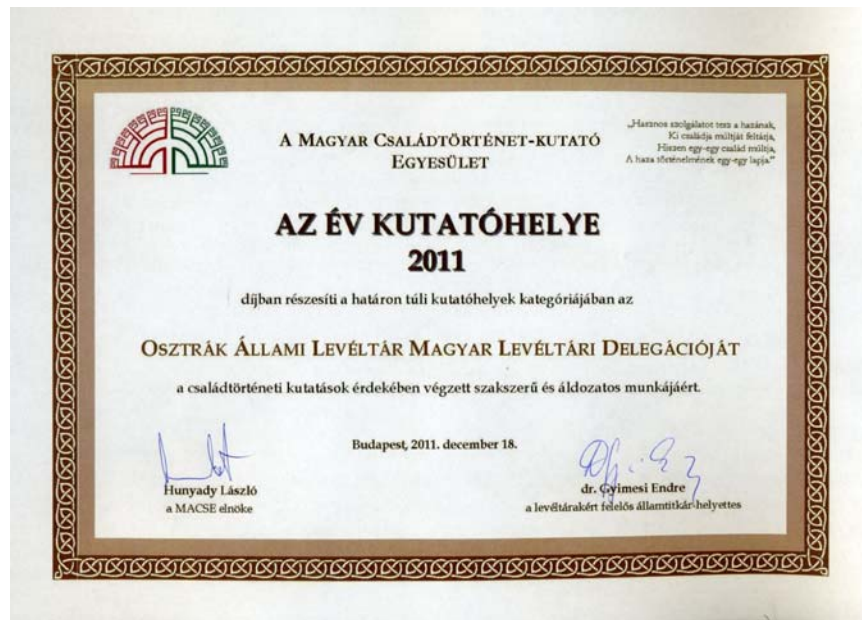 A MAGYAR CSALÁDTÖRTÉNET-KUTATÓ
EGYESÜLET
„Hasznos szolgálatot tesz a hazának,
Ki családja múltját feltárja,
Hiszen egy-egy család múltja,
A haza történelmének egy-egy lapja."
AZ ÉV KUTATÓHELYE
2011
díjban részesíti a határon túli kutatóhelyek kategóriájában az
OSZTRÁK ÁLLAMI LEVÉLTÁR MAGYAR LEVÉLTÁRI DELEGÁCIÓJÁT
a családtörténeti kutatások érdekében végzett szakszerű és áldozatos munkájáért.
Budapest, 2011. december 18.
Hunyady László
a MACSE elnöke
dr. Gyimesi Endre
a levéltárakért felelős államtitkár-helyettes